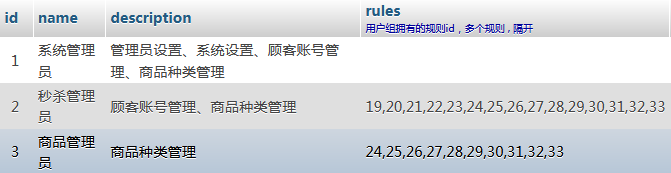 id name description rules
用户组拥有的规则id，多个规则 , 隔开
1 系统管理员 管理员设置、系统设置、顾客账号管理、商品种类管理
2 秒杀管理员 顾客账号管理、商品种类管理 19,20,21,22,23,24,25,26,27,28,29,30,31,32,33
3 商品管理员 商品种类管理 24,25,26,27,28,29,30,31,32,33